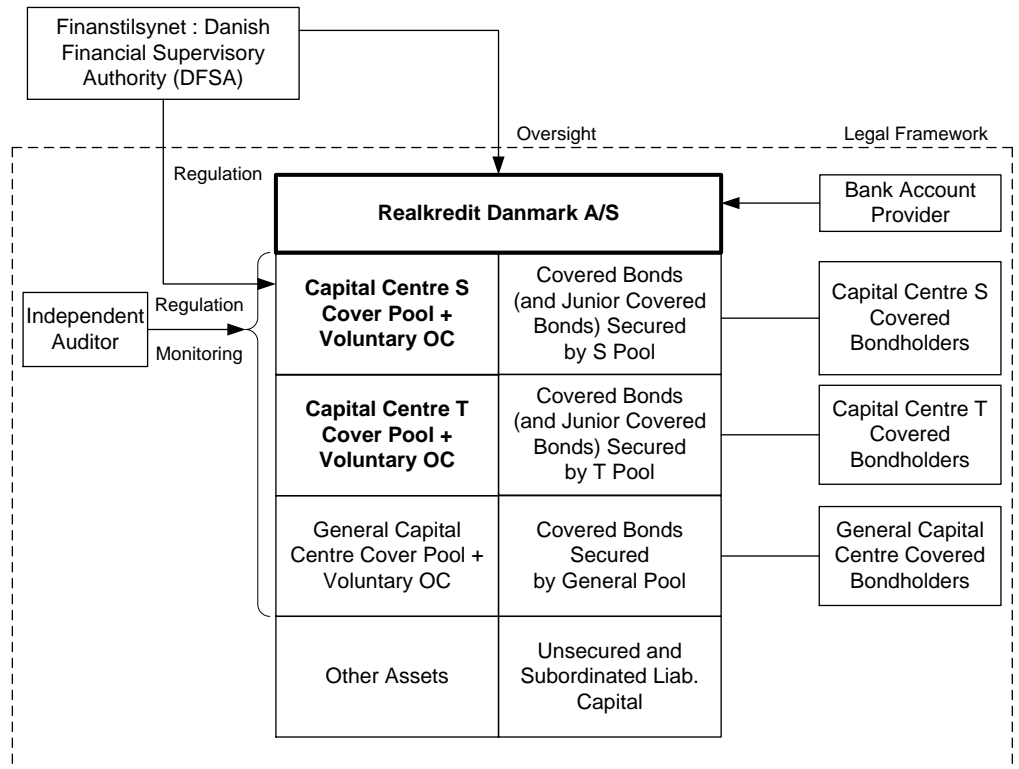 Finanstilsynet : Danish
Financial Supervisory
Authority (DFSA)
Oversight
Legal Framework
Regulation
Realkredit Danmark A/S
Bank Account
Provider
Independent
Auditor
Regulation
Monitoring
Capital Centre S
Cover Pool +
Voluntary OC
Covered Bonds
(and Junior Covered
Bonds) Secured
by S Pool
Capital Centre S
Covered
Bondholders
Capital Centre T
Cover Pool +
Voluntary OC
Covered Bonds
(and Junior Covered
Bonds) Secured
by T Pool
Capital Centre T
Covered
Bondholders
General Capital
Centre Cover Pool +
Voluntary OC
Covered Bonds
Secured
by General Pool
General Capital
Centre Covered
Bondholders
Other Assets
Unsecured and
Subordinated Liab.
Capital